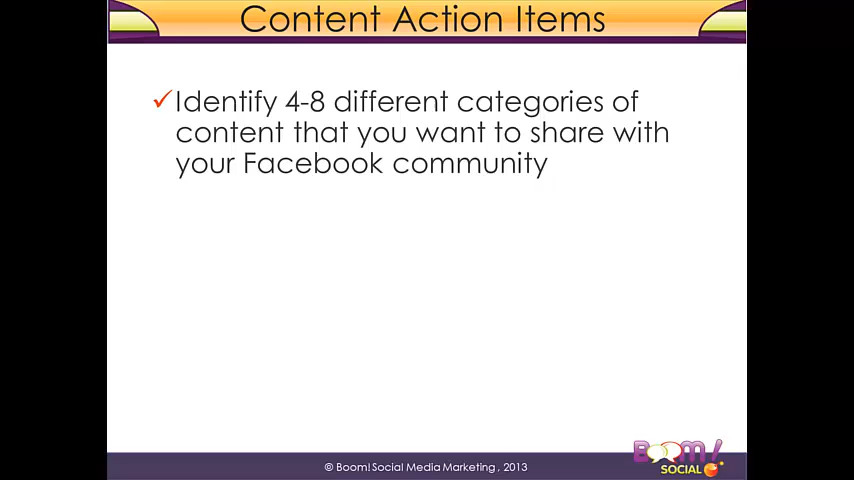 Content Action Items
✓Identify 4-8 different categories of
content that you want to share with
your Facebook community
BOOM!
SOCIAL
© Boom! Social Media Marketing , 2013